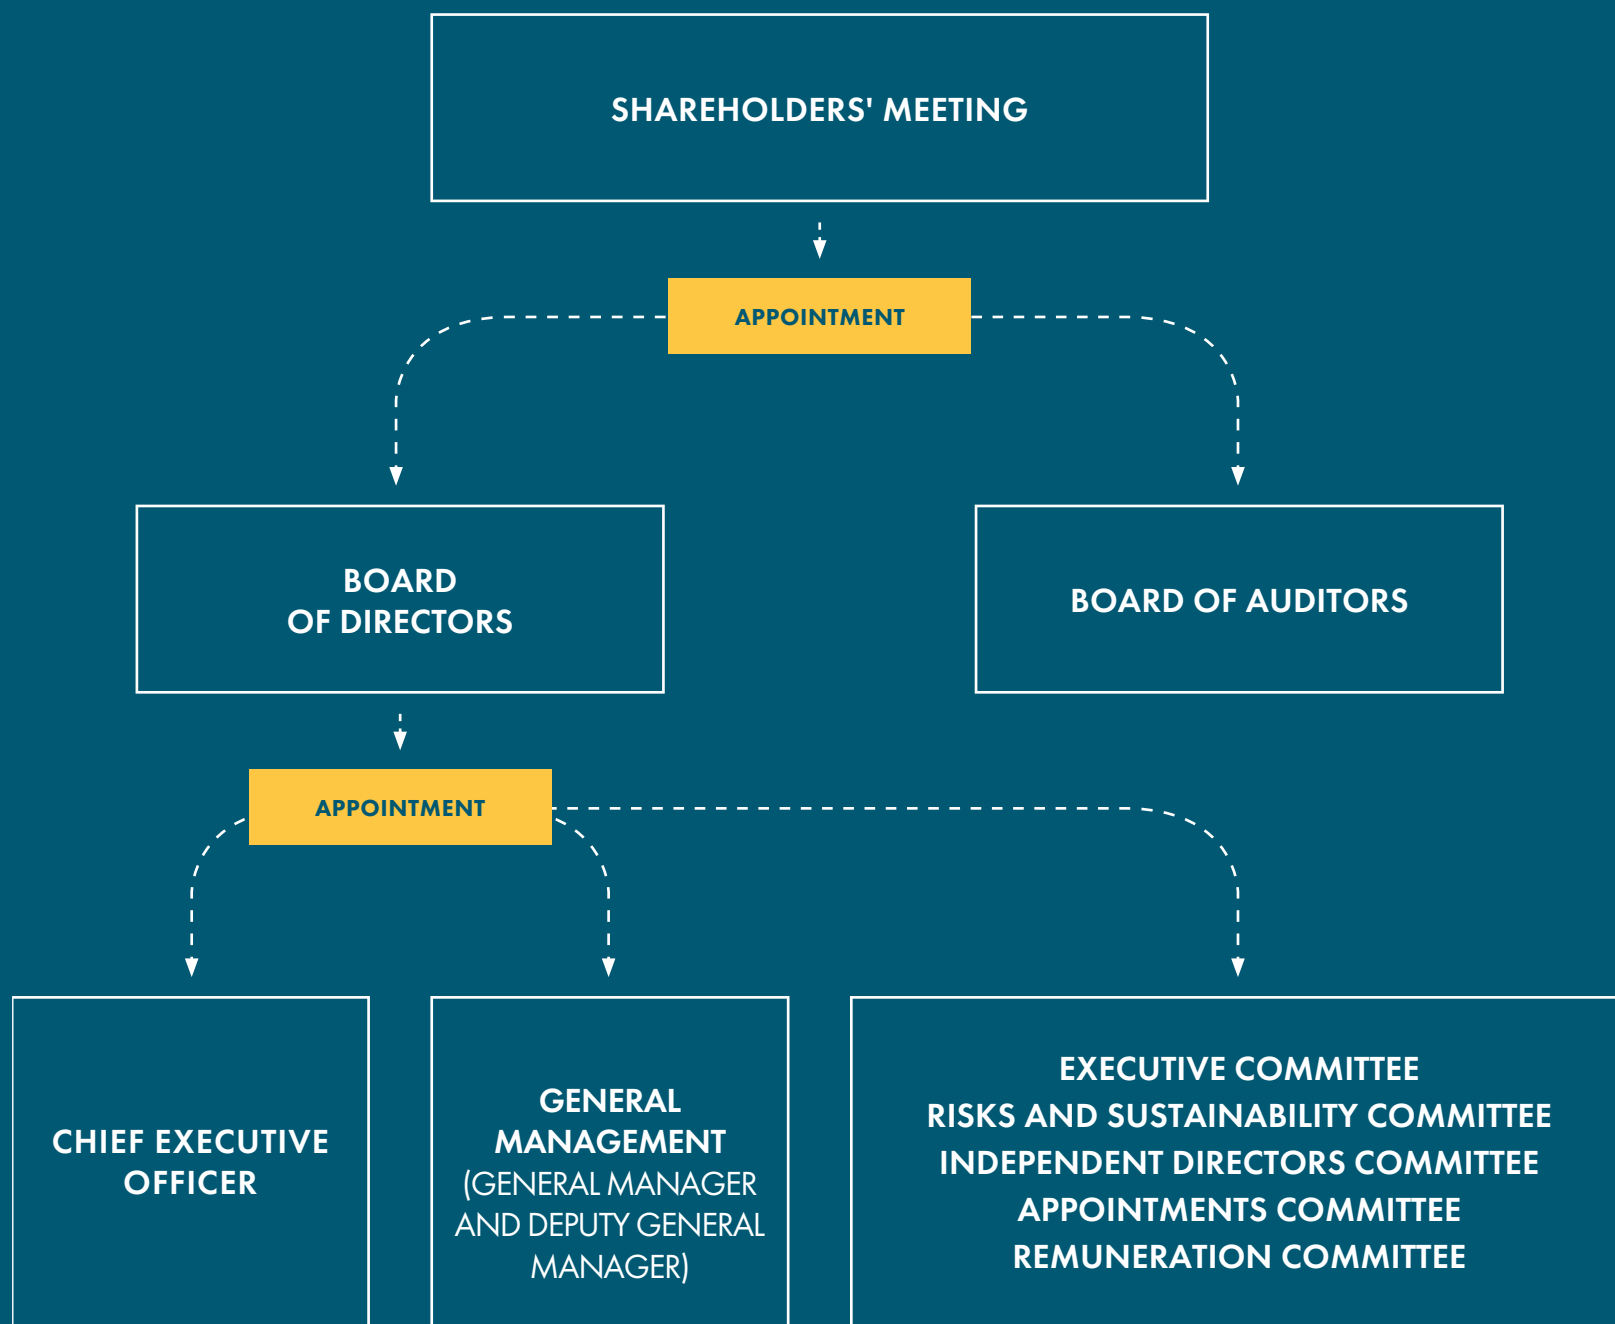 SHAREHOLDERS' MEETING
APPOINTMENT
BOARD
OF DIRECTORS
BOARD OF AUDITORS
APPOINTMENT
CHIEF EXECUTIVE
OFFICER
GENERAL
MANAGEMENT
(GENERAL MANAGER
AND DEPUTY GENERAL
MANAGER)
EXECUTIVE COMMITTEE
RISKS AND SUSTAINABILITY COMMITTEE
INDEPENDENT DIRECTORS COMMITTEE
APPOINTMENTS COMMITTEE
REMUNERATION COMMITTEE